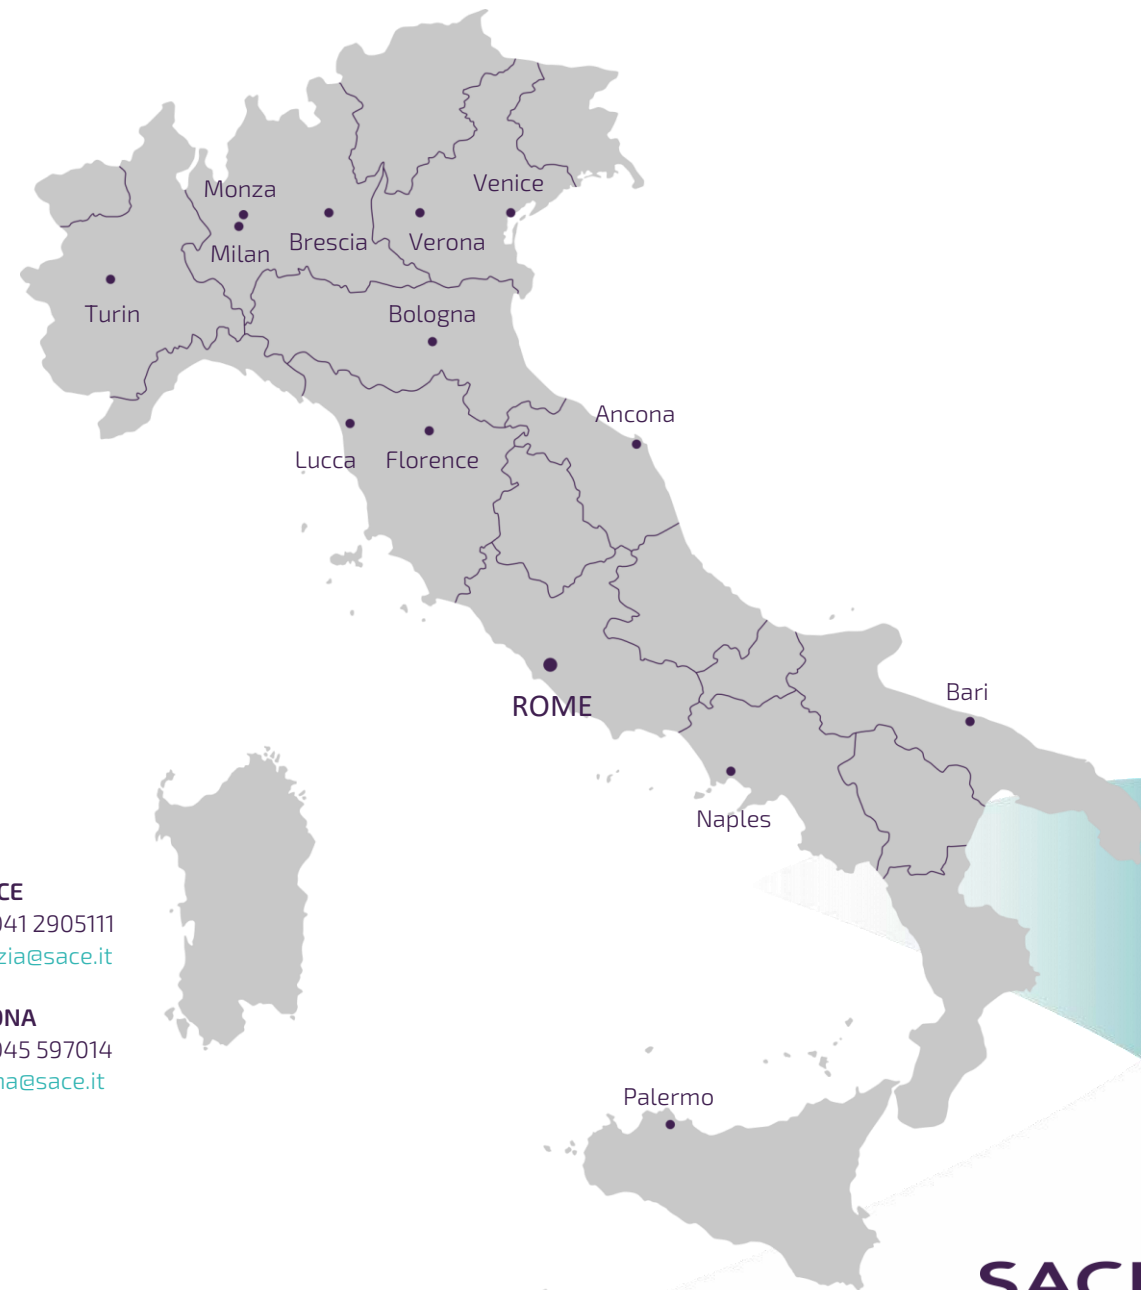 Venice
Monza
Milan
Brescia
Verona
Turin
Bologna
Ancona
Lucca
Florence
ROME
Bari
Naples
CE
041 2905111
zia@sace.it
ONA
045 597014
na@sace.it
Palermo
SACE